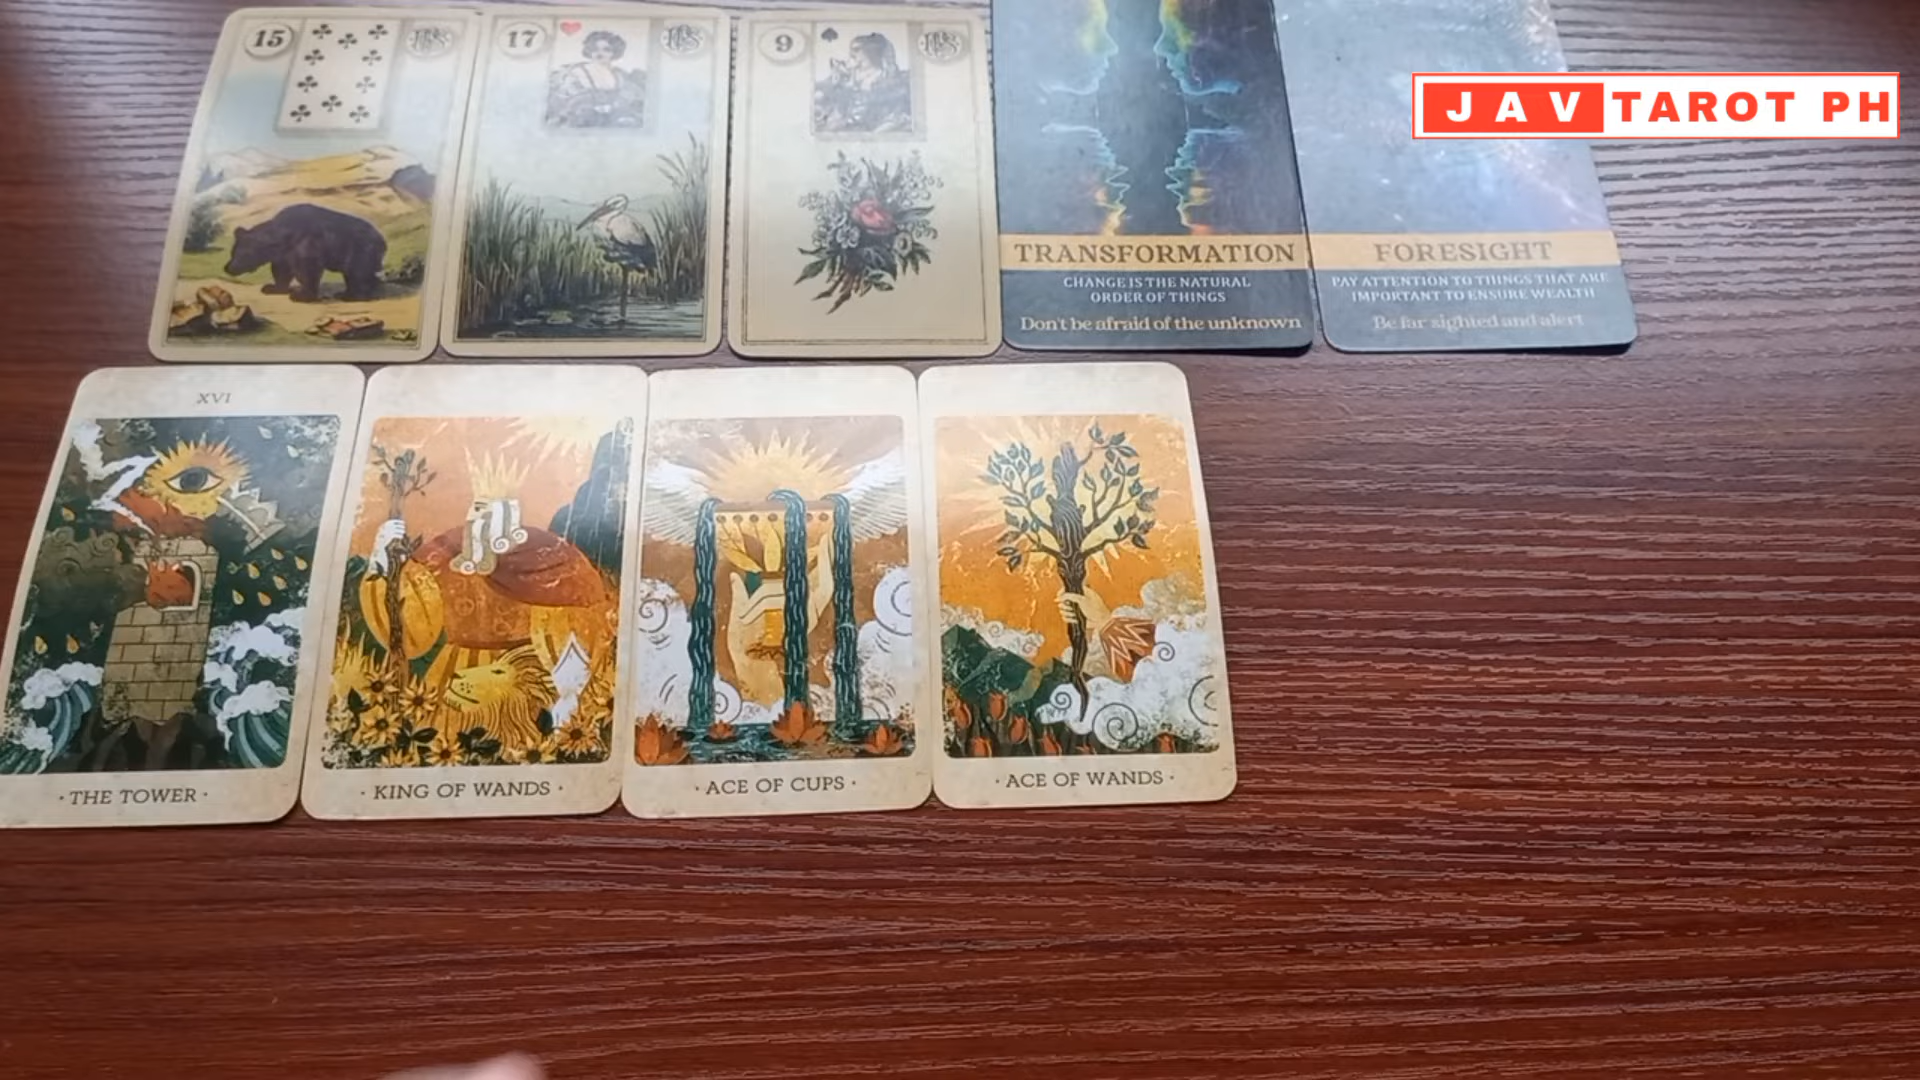 15
17
9
JAV TAROT PH
TRANSFORMATION
CHANGE IS THE NATURAL
ORDER OF THINGS
Don't be afraid of the unknown
FORESIGHT
PAY ATTENTION TO THINGS THAT ARE
IMPORTANT TO ENSURE WEALTH
Be far sighted and alert
XVI
· THE TOWER ·
· KING OF WANDS ·
· ACE OF CUPS ·
· ACE OF WANDS ·